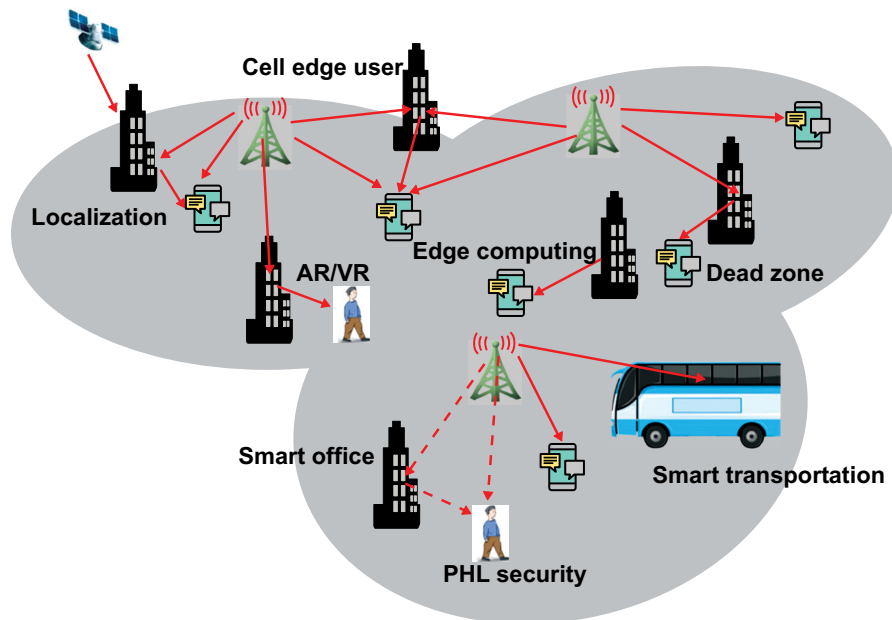 Cell edge user
Localization
Edge computing
Dead zone
AR/VR
Smart office
Smart transportation
PHL security